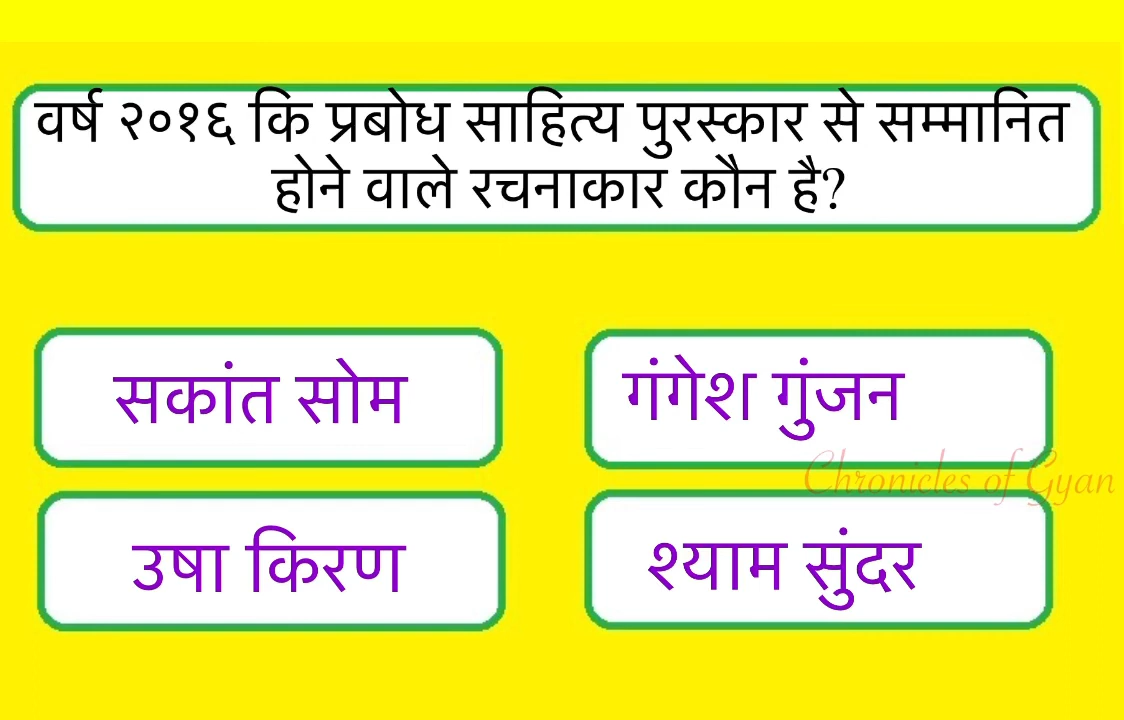 वर्ष २०१६ कि प्रबोध साहित्य पुरस्कार से सम्मानित
होने वाले रचनाकार कौन है?
सकांत सोम
गंगेश गुंजन
Chronicles of Gyan
उषा किरण
श्याम सुंदर